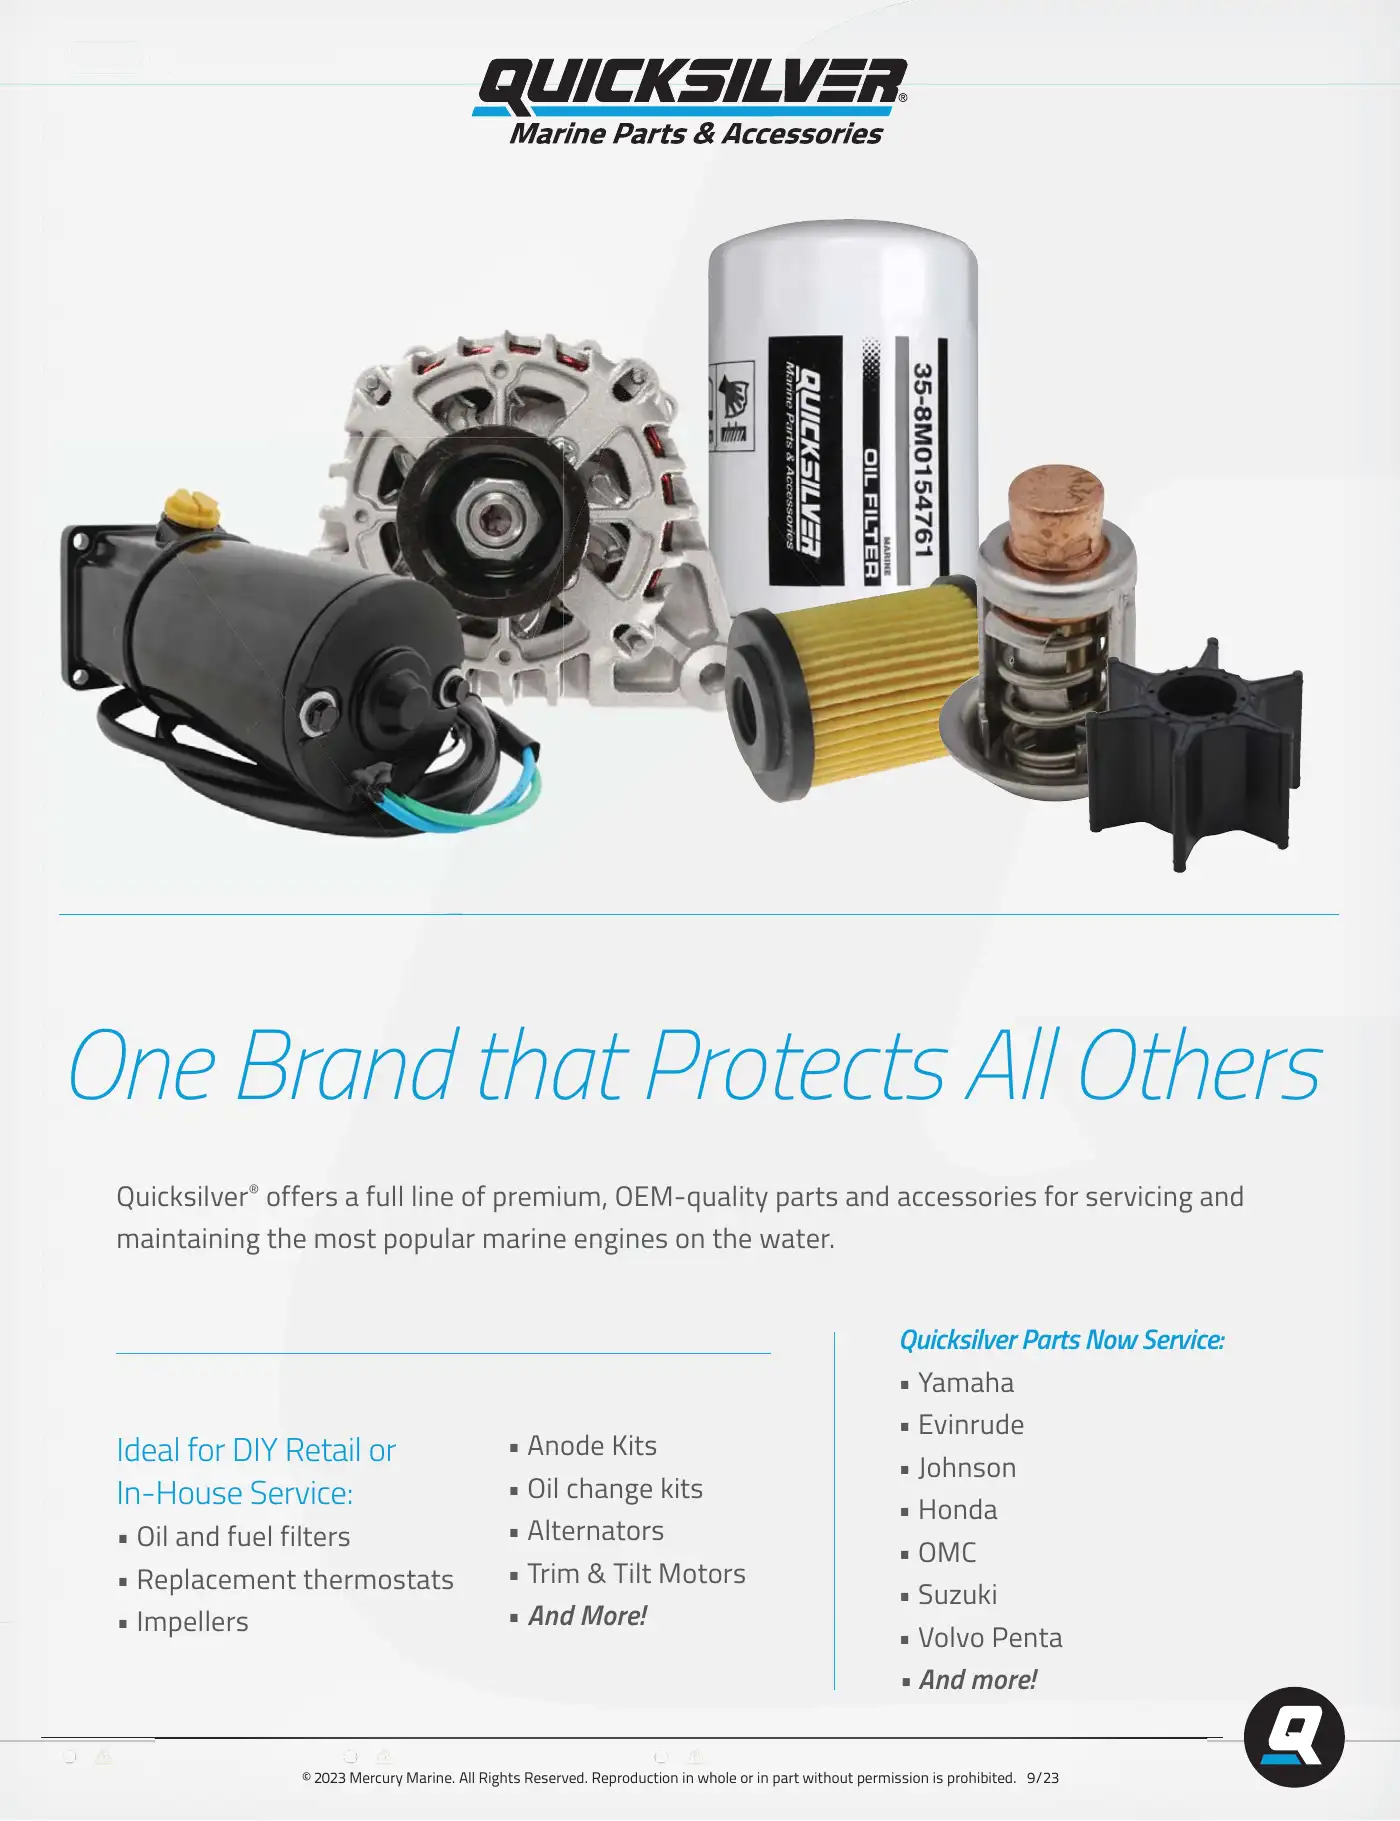 QUICKSILVER®
Marine Parts & Accessories
QUICKSILVER
Marine Parts & Accessories
OIL FILTER
MARINE
35-8M0154761
One Brand that Protects All Others
Quicksilver® offers a full line of premium, OEM-quality parts and accessories for servicing and
maintaining the most popular marine engines on the water.
Ideal for DIY Retail or
In-House Service:
▪ Oil and fuel filters
▪ Replacement thermostats
▪ Impellers
▪ Anode Kits
▪ Oil change kits
▪ Alternators
▪ Trim & Tilt Motors
▪ And More!
Quicksilver Parts Now Service:
▪ Yamaha
▪ Evinrude
▪ Johnson
▪ Honda
▪ OMC
▪ Suzuki
▪ Volvo Penta
▪ And more!
Q
© 2023 Mercury Marine. All Rights Reserved. Reproduction in whole or in part without permission is prohibited. 9/23